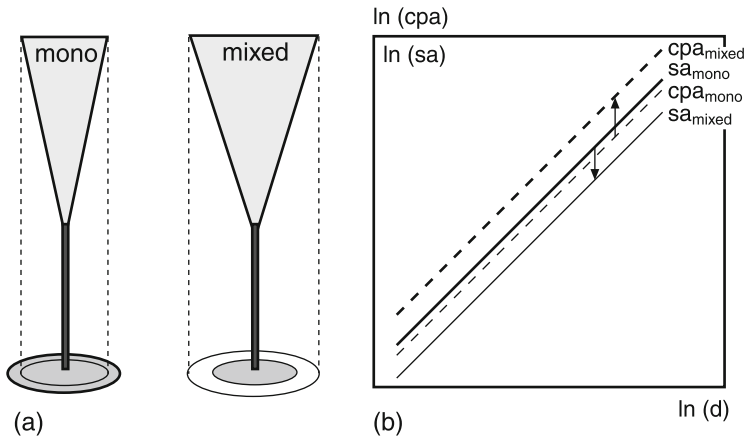 ln (cpa)
mono
mixed
ln (sa)
cpamixed
samono
cpamono
samixed
ln (d)
(a)
(b)